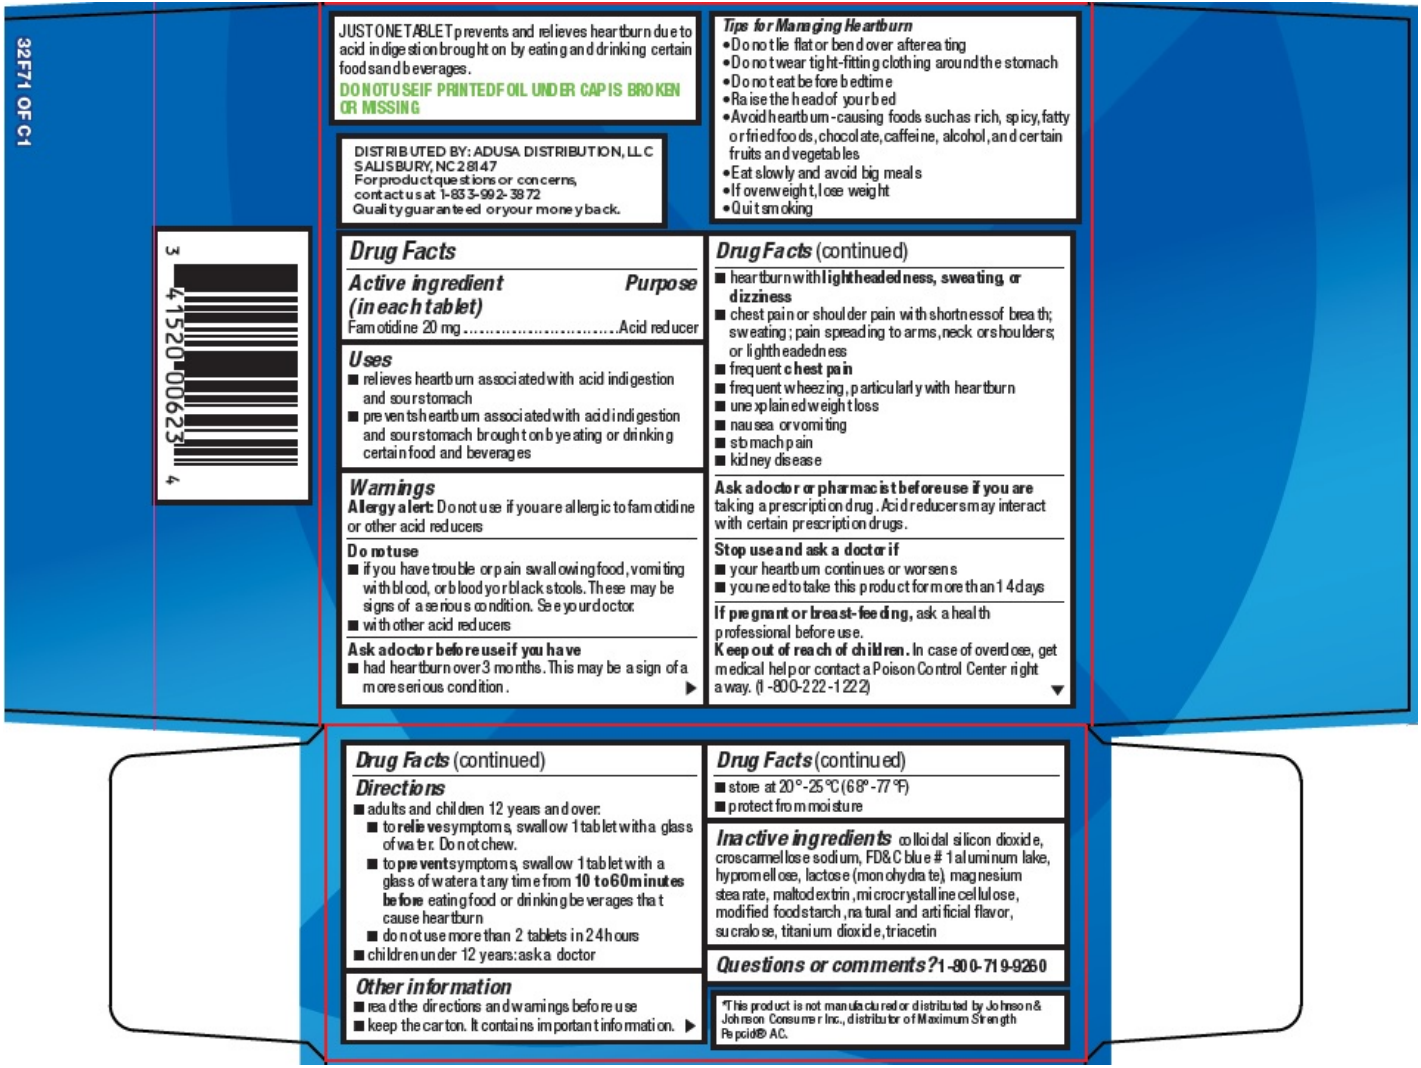 32F71 OF C1
JUST ONE TABLET prevents and relieves heartburn due to
acid indigestion brought on by eating and drinking certain
foods and beverages.
DO NOT USE IF PRINTED FOIL UNDER CAP IS BROKEN
OR MISSING
DISTRIBUTED BY: ADUSA DISTRIBUTION, LLC
SALISBURY, NC 28147
For product questions or concerns,
contact us at 1-833-992-3872
Quality guaranteed or your money back.
Tips for Managing Heartburn
•Do not lie flat or bend over after eating
•Do not wear tight-fitting clothing around the stomach
•Do not eat before bedtime
•Raise the head of your bed
•Avoid heartburn-causing foods such as rich, spicy, fatty
or fried foods, chocolate, caffeine, alcohol, and certain
fruits and vegetables
•Eat slowly and avoid big meals
•If overweight, lose weight
•Quit smoking
3 41520 00623 4
Drug Facts
Active ingredient Purpose
(in each tablet)
Famotidine 20 mg..................................Acid reducer
Uses
■ relieves heartburn associated with acid indigestion
and sour stomach
■ prevents heartburn associated with acid indigestion
and sour stomach brought on by eating or drinking
certain food and beverages
Warnings
Allergy alert: Do not use if you are allergic to famotidine
or other acid reducers
Do not use
■ if you have trouble or pain swallowing food, vomiting
with blood, or bloody or black stools. These may be
signs of a serious condition. See your doctor.
■ with other acid reducers
Ask a doctor before use if you have
■ had heartburn over 3 months. This may be a sign of a
more serious condition. ▶
Drug Facts (continued)
■ heartburn with lightheadedness, sweating, or
dizziness
■ chest pain or shoulder pain with shortness of breath;
sweating; pain spreading to arms, neck or shoulders;
or lightheadedness
■ frequent chest pain
■ frequent wheezing, particularly with heartburn
■ unexplained weight loss
■ nausea or vomiting
■ stomach pain
■ kidney disease
Ask a doctor or pharmacist before use if you are
taking a prescription drug. Acid reducers may interact
with certain prescription drugs.
Stop use and ask a doctor if
■ your heartburn continues or worsens
■ you need to take this product for more than 14 days
If pregnant or breast-feeding, ask a health
professional before use.
Keep out of reach of children. In case of overdose, get
medical help or contact a Poison Control Center right
away. (1-800-222-1222) ▼
Drug Facts (continued)
Directions
■ adults and children 12 years and over:
■ to relieve symptoms, swallow 1 tablet with a glass
of water. Do not chew.
■ to prevent symptoms, swallow 1 tablet with a
glass of water at any time from 10 to 60 minutes
before eating food or drinking beverages that
cause heartburn
■ do not use more than 2 tablets in 24 hours
■ children under 12 years: ask a doctor
Other information
■ read the directions and warnings before use
■ keep the carton. It contains important information. ▶
Drug Facts (continued)
■ store at 20°-25°C (68°-77°F)
■ protect from moisture
Inactive ingredients colloidal silicon dioxide,
croscarmellose sodium, FD&C blue # 1 aluminum lake,
hypromellose, lactose (monohydrate), magnesium
stearate, maltodextrin, microcrystalline cellulose,
modified food starch, natural and artificial flavor,
sucralose, titanium dioxide, triacetin
Questions or comments? 1-800-719-9260
*This product is not manufactured or distributed by Johnson &
Johnson Consumer Inc., distributor of Maximum Strength
Pepcid® AC.